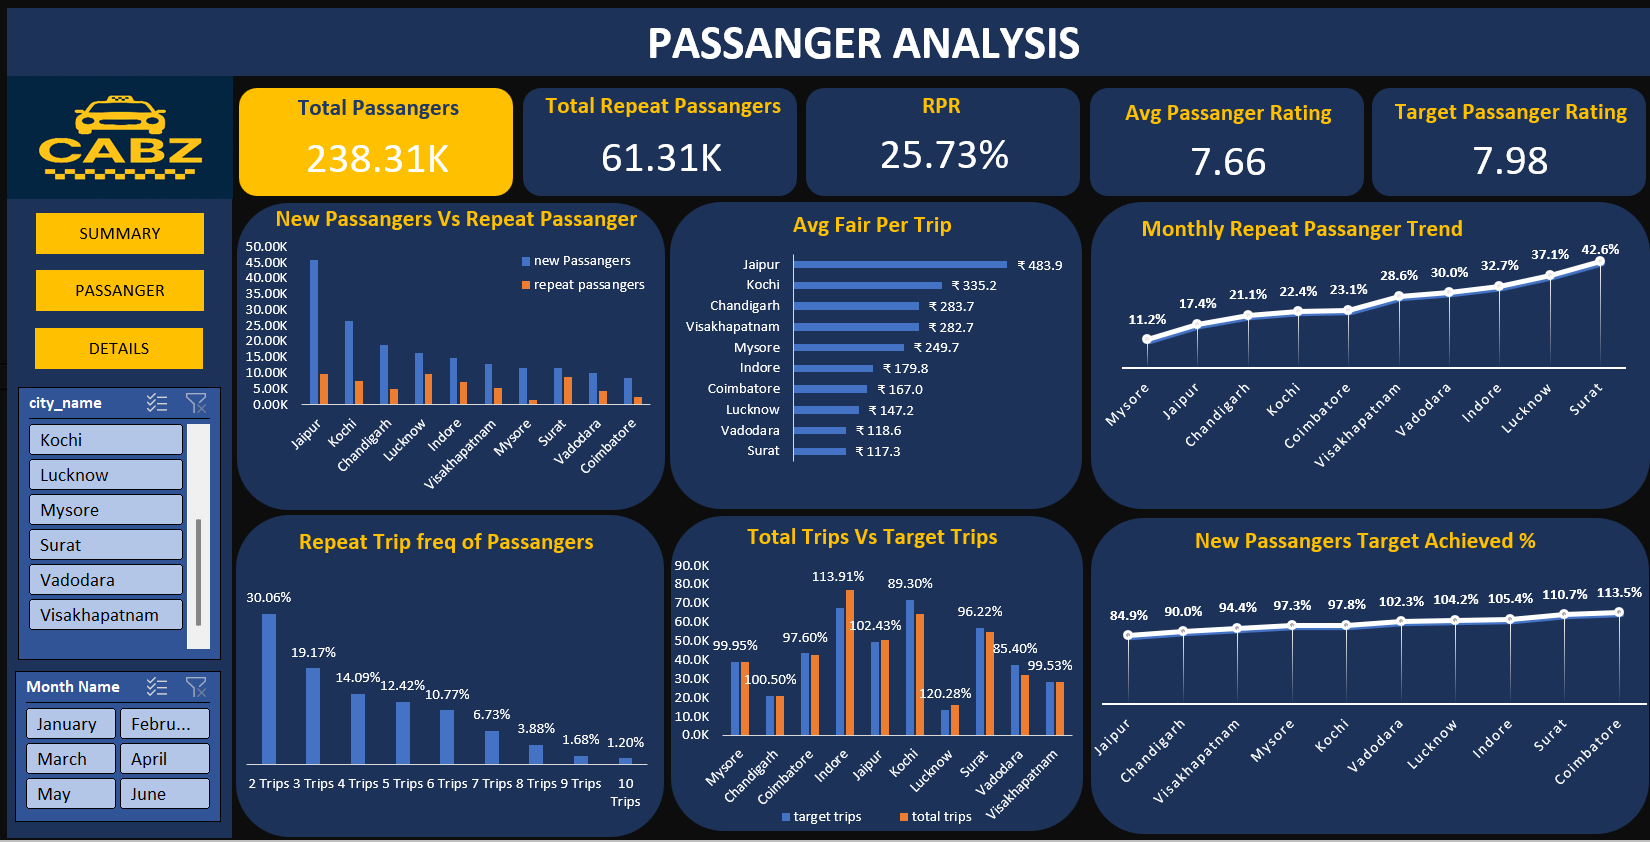 PASSANGER ANALYSIS
CABZ
SUMMARY
PASSANGER
DETAILS
city_name
Kochi
Lucknow
Mysore
Surat
Vadodara
Visakhapatnam
Month Name
January
Febru...
March
April
May
June
Total Passangers
238.31K
Total Repeat Passangers
61.31K
RPR
25.73%
Avg Passanger Rating
7.66
Target Passanger Rating
7.98
New Passangers Vs Repeat Passanger
50.00K
45.00K
40.00K
35.00K
30.00K
25.00K
20.00K
15.00K
10.00K
5.00K
0.00K
new Passangers
repeat passangers
Jaipur
Kochi
Chandigarh
Lucknow
Indore
Visakhapatnam
Mysore
Surat
Vadodara
Coimbatore
Avg Fair Per Trip
Jaipur ₹ 483.9
Kochi ₹ 335.2
Chandigarh ₹ 283.7
Visakhapatnam ₹ 282.7
Mysore ₹ 249.7
Indore ₹ 179.8
Coimbatore ₹ 167.0
Lucknow ₹ 147.2
Vadodara ₹ 118.6
Surat ₹ 117.3
Monthly Repeat Passanger Trend
11.2%
17.4%
21.1%
22.4%
23.1%
28.6%
30.0%
32.7%
37.1%
42.6%
Mysore
Jaipur
Chandigarh
Kochi
Coimbatore
Visakhapatnam
Vadodara
Indore
Lucknow
Surat
Repeat Trip freq of Passangers
30.06%
19.17%
14.09%
12.42%
10.77%
6.73%
3.88%
1.68%
1.20%
2 Trips
3 Trips
4 Trips
5 Trips
6 Trips
7 Trips
8 Trips
9 Trips
10
Trips
Total Trips Vs Target Trips
90.0K
80.0K
70.0K
60.0K
50.0K
40.0K
30.0K
20.0K
10.0K
0.0K
99.95%
100.50%
97.60%
113.91%
102.43%
89.30%
120.28%
96.22%
85.40%
99.53%
Mysore
Chandigarh
Coimbatore
Indore
Jaipur
Kochi
Lucknow
Surat
Vadodara
Visakhapatnam
target trips
total trips
New Passangers Target Achieved %
84.9%
90.0%
94.4%
97.3%
97.8%
102.3%
104.2%
105.4%
110.7%
113.5%
Jaipur
Chandigarh
Visakhapatnam
Mysore
Kochi
Vadodara
Lucknow
Indore
Surat
Coimbatore